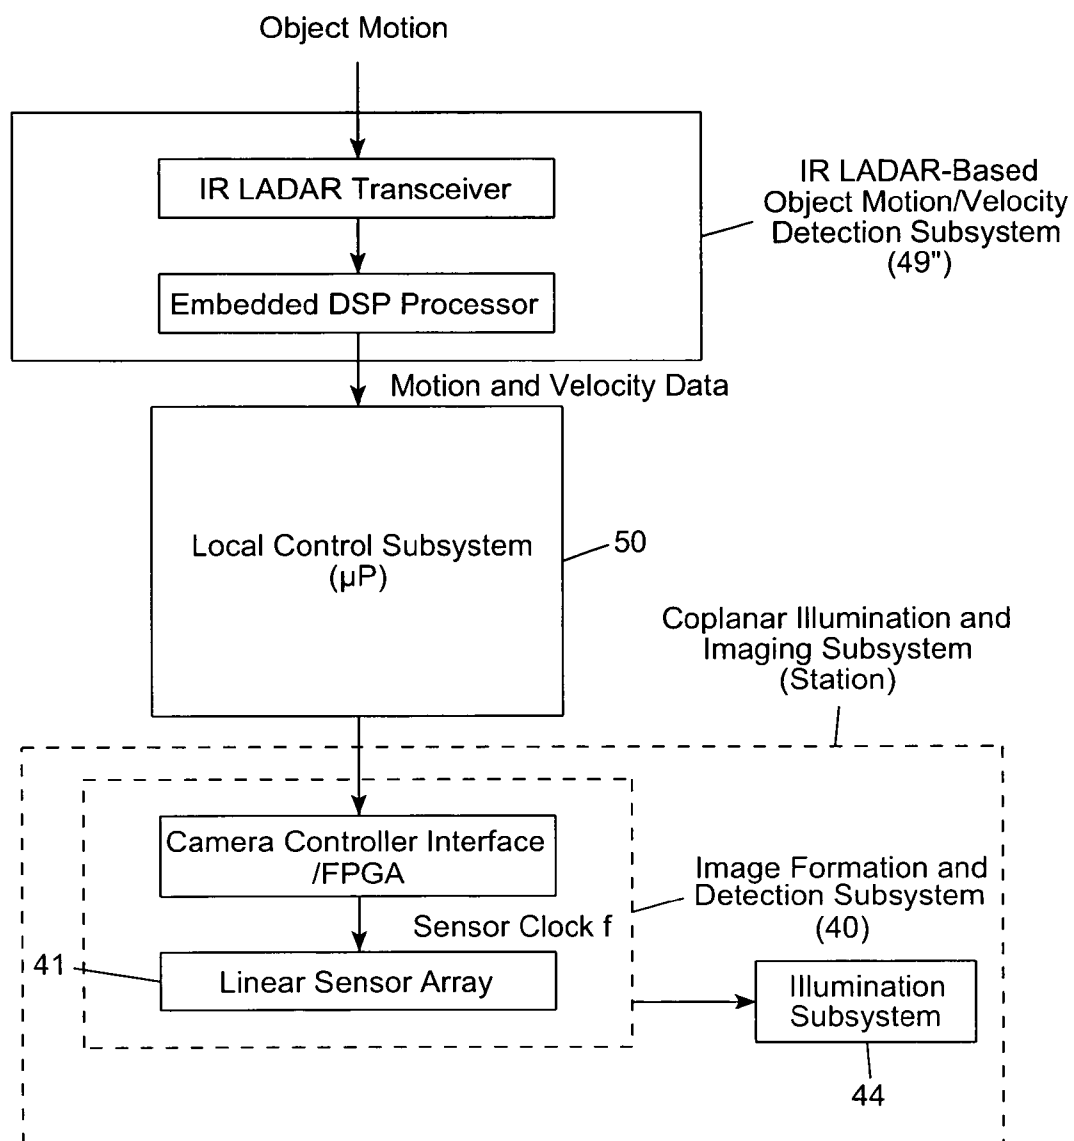 Object Motion
IR LADAR Transceiver
Embedded DSP Processor
IR LADAR-Based
Object Motion/Velocity
Detection Subsystem
(49")
Motion and Velocity Data
Local Control Subsystem
(µP)
50
Coplanar Illumination and
Imaging Subsystem
(Station)
Camera Controller Interface
/FPGA
Sensor Clock f
41
Linear Sensor Array
Image Formation and
Detection Subsystem
(40)
Illumination
Subsystem
44